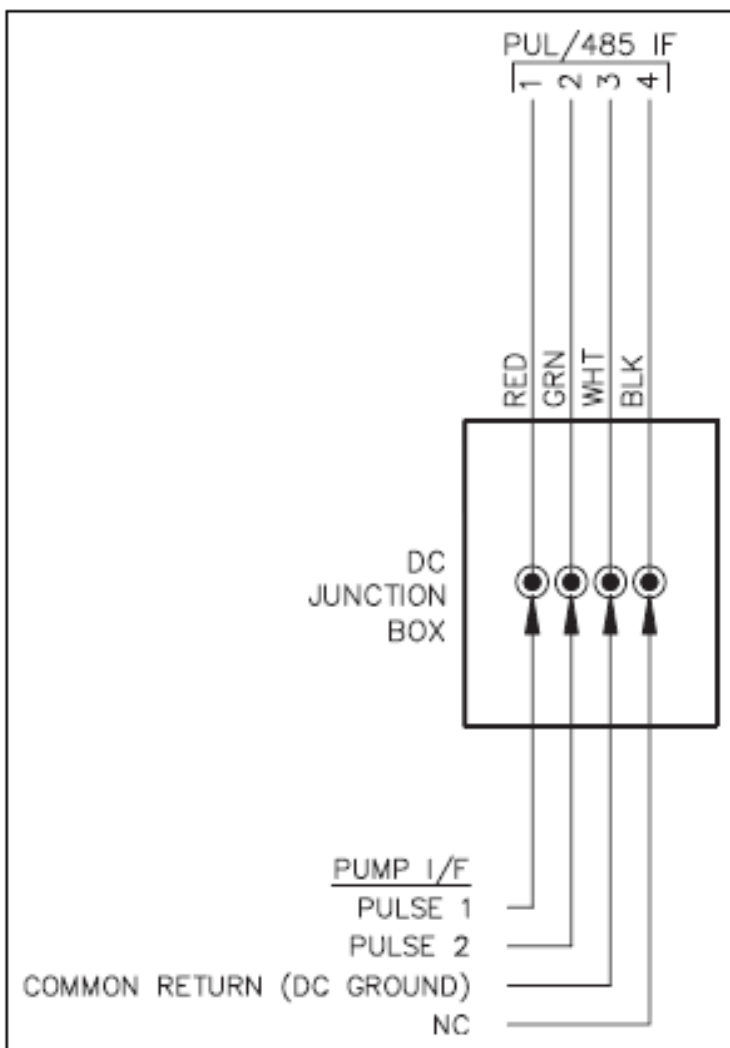 PUL/485 IF
1 2 3 4
RED GRN WHT BLK
DC
JUNCTION
BOX
PUMP I/F
PULSE 1
PULSE 2
COMMON RETURN (DC GROUND)
NC